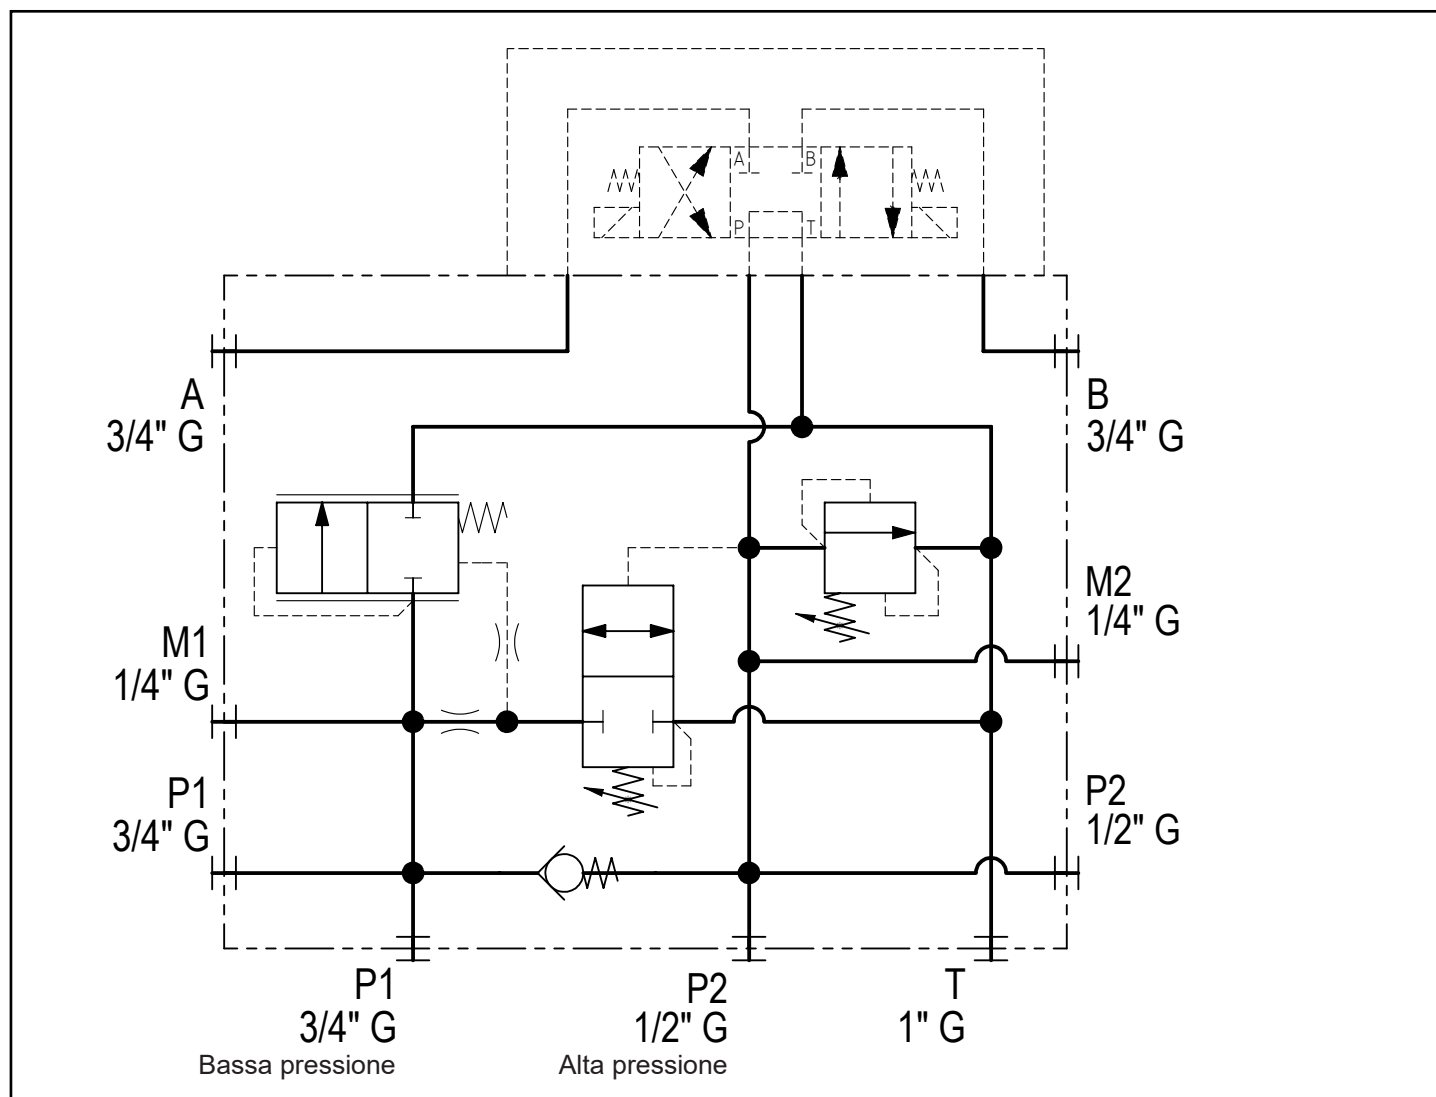 A B
P T
A
3/4" G
B
3/4" G
M2
1/4" G
M1
1/4" G
P1
3/4" G
P2
1/2" G
P1
3/4" G
Bassa pressione
P2
1/2" G
Alta pressione
T
1" G